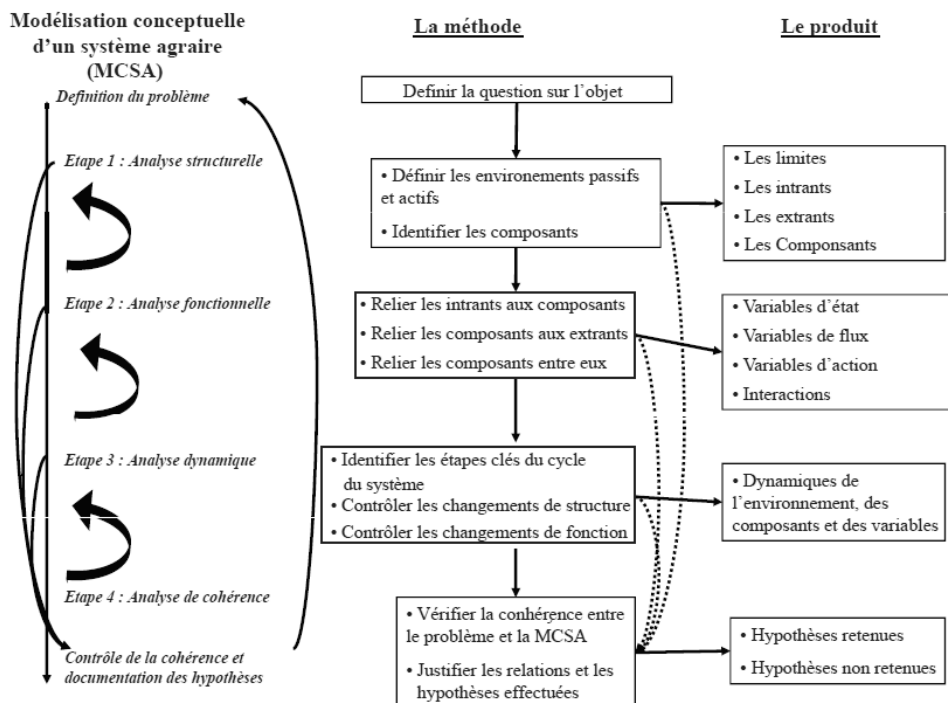 Modélisation conceptuelle
d'un système agraire
(MCSA)
Definition du problème
Etape 1 : Analyse structurelle
Etape 2 : Analyse fonctionnelle
Etape 3 : Analyse dynamique
Etape 4 : Analyse de cohérence
Contrôle de la cohérence et
documentation des hypothèses
La méthode
Definir la question sur l'objet
• Définir les environements passifs
et actifs
• Identifier les composants
• Relier les intrants aux composants
• Relier les composants aux extrants
• Relier les composants entre eux
• Identifier les étapes clés du cycle
du système
• Contrôler les changements de structure
• Contrôler les changements de fonction
• Vérifier la conhérence entre
le problème et la MCSA
• Justifier les relations et les
hypothèses effectuées
Le produit
• Les limites
• Les intrants
• Les extrants
• Les Componsants
• Variables d'état
• Variables de flux
• Variables d'action
• Interactions
• Dynamiques de
l'environnement, des
composants et des variables
• Hypothèses retenues
• Hypothèses non retenues